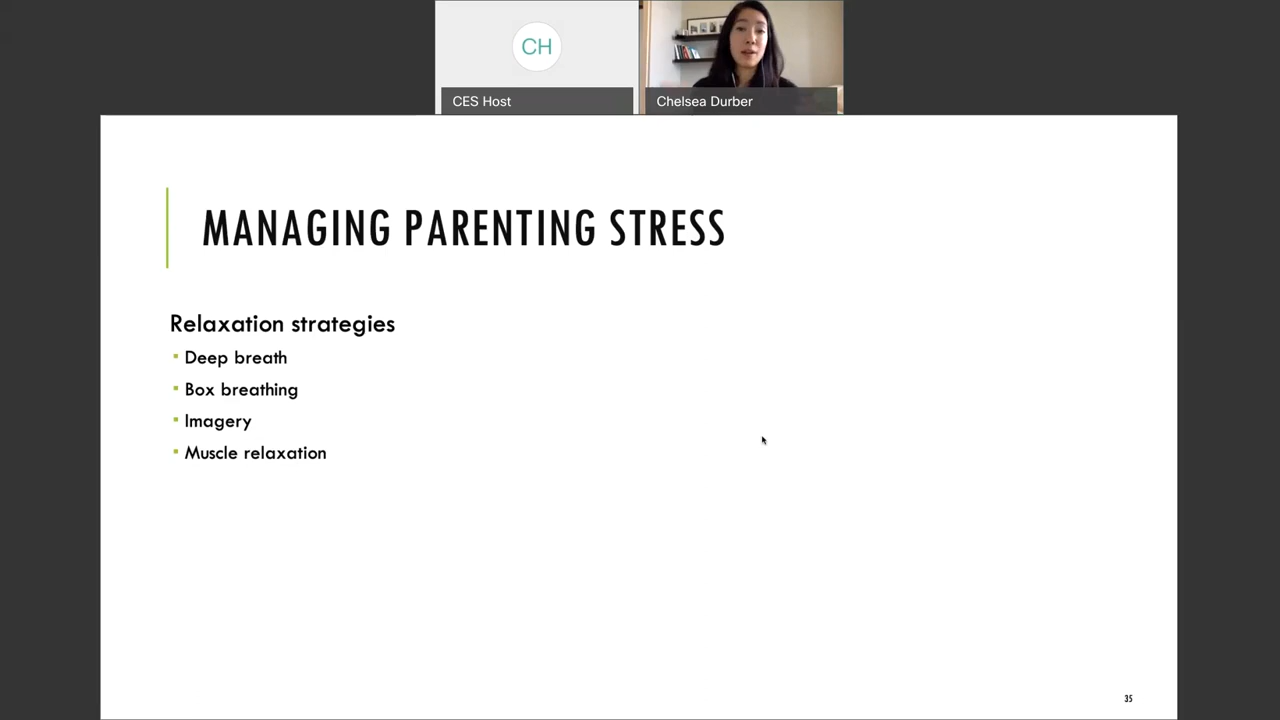 CH
CES Host
Chelsea Durber
MANAGING PARENTING STRESS
Relaxation strategies
Deep breath
Box breathing
Imagery
Muscle relaxation
35